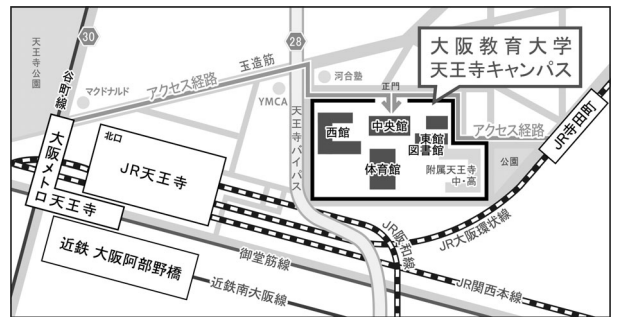 天王寺公園
30
谷町線
マクドナルド
アクセス経路
玉造筋
28
河合塾
YMCA
天王寺バイパス
正門
大阪教育大学
天王寺キャンパス
西館
中央館
東館
図書館
体育館
附属天王寺
中・高
アクセス経路
公園
JR寺田町
大阪メトロ天王寺
北口
JR天王寺
近鉄 大阪阿部野橋
御堂筋線
近鉄南大阪線
JR阪和線
JR大阪環状線
JR関西本線